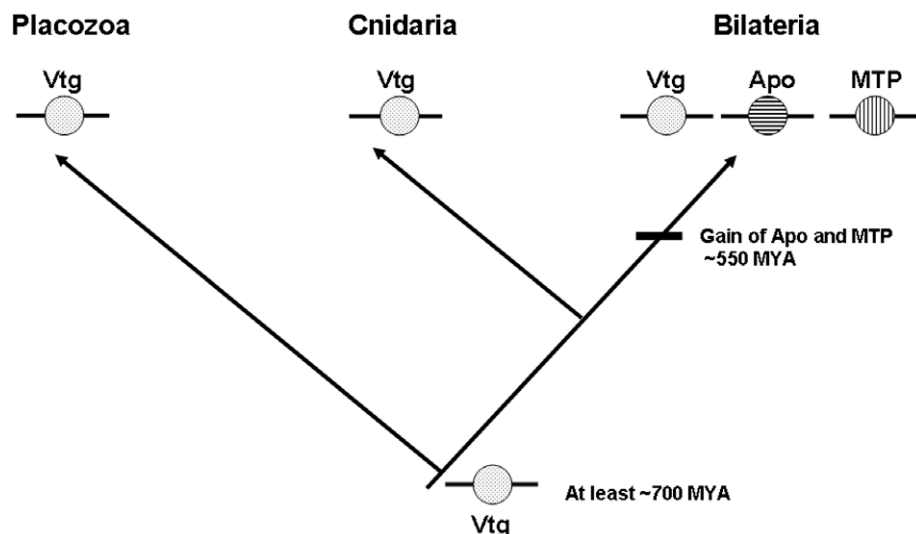 Placozoa
Cnidaria
Bilateria
Vtg
Vtg
Vtg
Apo
MTP
Gain of Apo and MTP
~550 MYA
At least ~700 MYA
Vtg